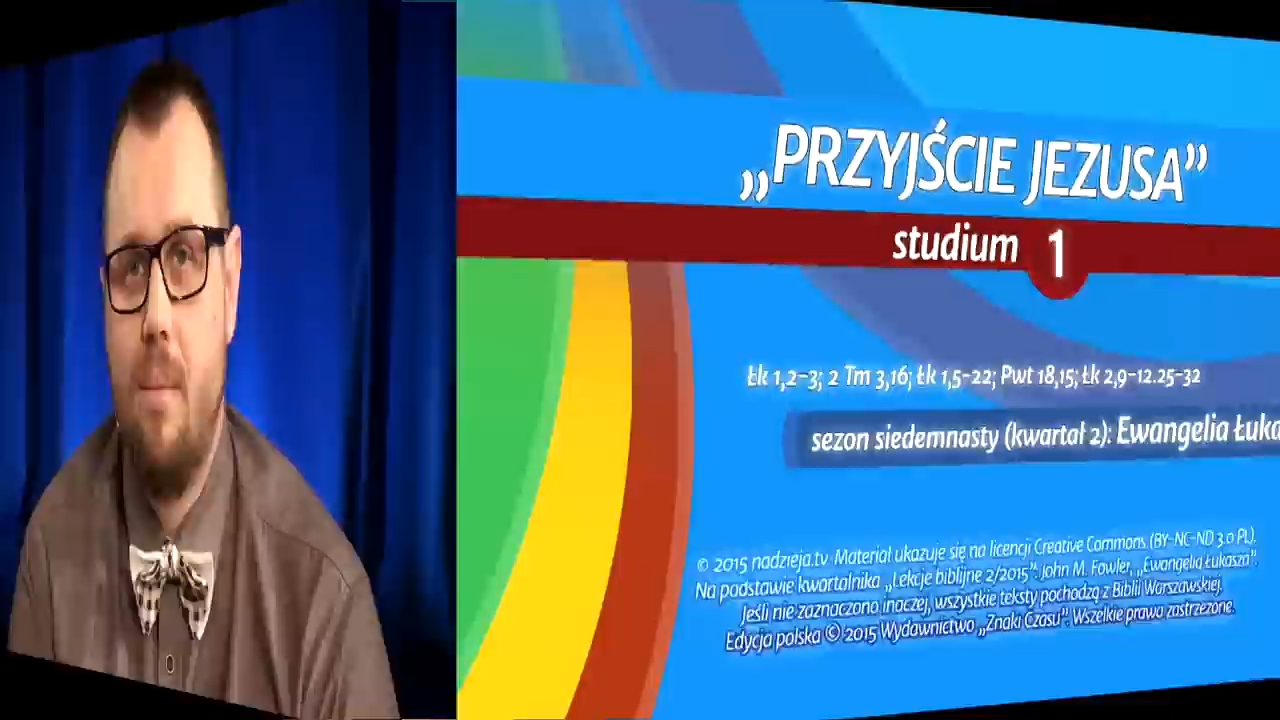 „PRZYJŚCIE JEZUSA”
studium 1
Łk 1,2–3; 2 Tm 3,16; Łk 1,5–22; Pwt 18,15; Łk 2,9–12.25–32
sezon siedemnasty (kwartał 2): Ewangelia Łuka
© 2015 nadzieja.tv Materiał ukazuje się na licencji Creative Commons (BY-NC-ND 3.0 PL).
Na podstawie kwartalnika „Lekcje biblijne 2/2015”: John M. Fowler, „Ewangelia Łukasza”.
Jeśli nie zaznaczono inaczej, wszystkie teksty pochodzą z Biblii Warszawskiej.
Edycja polska © 2015 Wydawnictwo „Znaki Czasu”. Wszelkie prawa zastrzeżone.